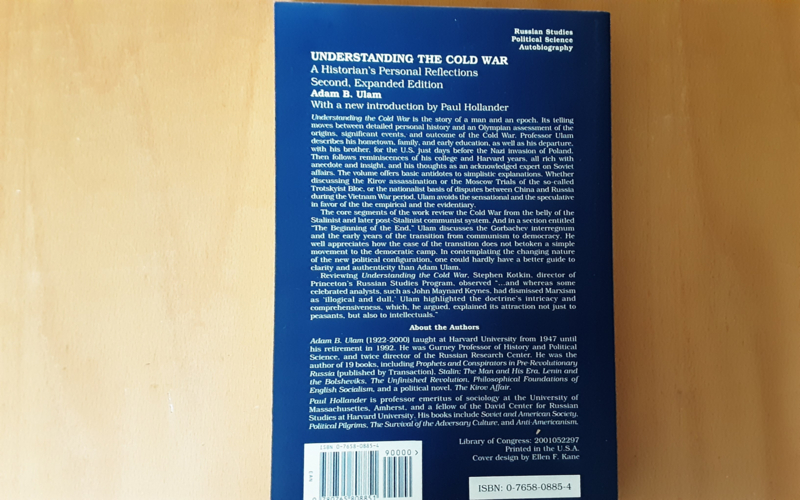 Russian Studies
Political Science
Autobiography
UNDERSTANDING THE COLD WAR
A Historian's Personal Reflections
Second, Expanded Edition
Adam B. Ulam
With a new introduction by Paul Hollander
Understanding the Cold War is the story of a man and an epoch. Its telling
moves between detailed personal history and an Olympian assessment of the
origins, significant events, and outcome of the Cold War. Professor Ulam
describes his hometown, family, and early education, as well as his departure,
with his brother, for the U.S. just days before the Nazi invasion of Poland.
Then follows reminiscences of his college and Harvard years, all rich with
anecdote and insight, and his thoughts as an acknowledged expert on Soviet
affairs. The volume offers basic antidotes to simplistic explanations. Whether
discussing the Kirov assassination or the Moscow Trials of the so-called
Trotskyist Bloc, or the nationalist basis of disputes between China and Russia
during the Vietnam War period, Ulam avoids the sensational and the speculative
in favor of the the empirical and the evidentiary.
The core segments of the work review the Cold War from the belly of the
Stalinist and later post-Stalinist communist system. And in a section entitled
"The Beginning of the End," Ulam discusses the Gorbachev interregnum
and the early years of the transition from communism to democracy. He
well appreciates how the ease of the transition does not betoken a simple
movement to the democratic camp. In contemplating the changing nature
of the new political configuration, one could hardly have a better guide to
clarity and authenticity than Adam Ulam.
Reviewing Understanding the Cold War, Stephen Kotkin, director of
Princeton's Russian Studies Program, observed "...and whereas some
celebrated analysts, such as John Maynard Keynes, had dismissed Marxism
as 'illogical and dull,' Ulam highlighted the doctrine's intricacy and
comprehensiveness, which, he argued, explained its attraction not just to
peasants, but also to intellectuals."
About the Authors
Adam B. Ulam (1922-2000) taught at Harvard University from 1947 until
his retirement in 1992. He was Gurney Professor of History and Political
Science, and twice director of the Russian Research Center. He was the
author of 19 books, including Prophets and Conspirators in Pre-Revolutionary
Russia (published by Transaction), Stalin: The Man and His Era, Lenin and
the Bolsheviks, The Unfinished Revolution, Philosophical Foundations of
English Socialism, and a political novel, The Kirov Affair.
Paul Hollander is professor emeritus of sociology at the University of
Massachusetts, Amherst, and a fellow of the David Center for Russian
Studies at Harvard University. His books include Soviet and American Society,
Political Pilgrims, The Survival of the Adversary Culture, and Anti-Americanism.
Library of Congress: 2001052297
Printed in the U.S.A.
Cover design by Ellen F. Kane
ISBN 0-7658-0885-4
90000>
ISBN: 0-7658-0885-4